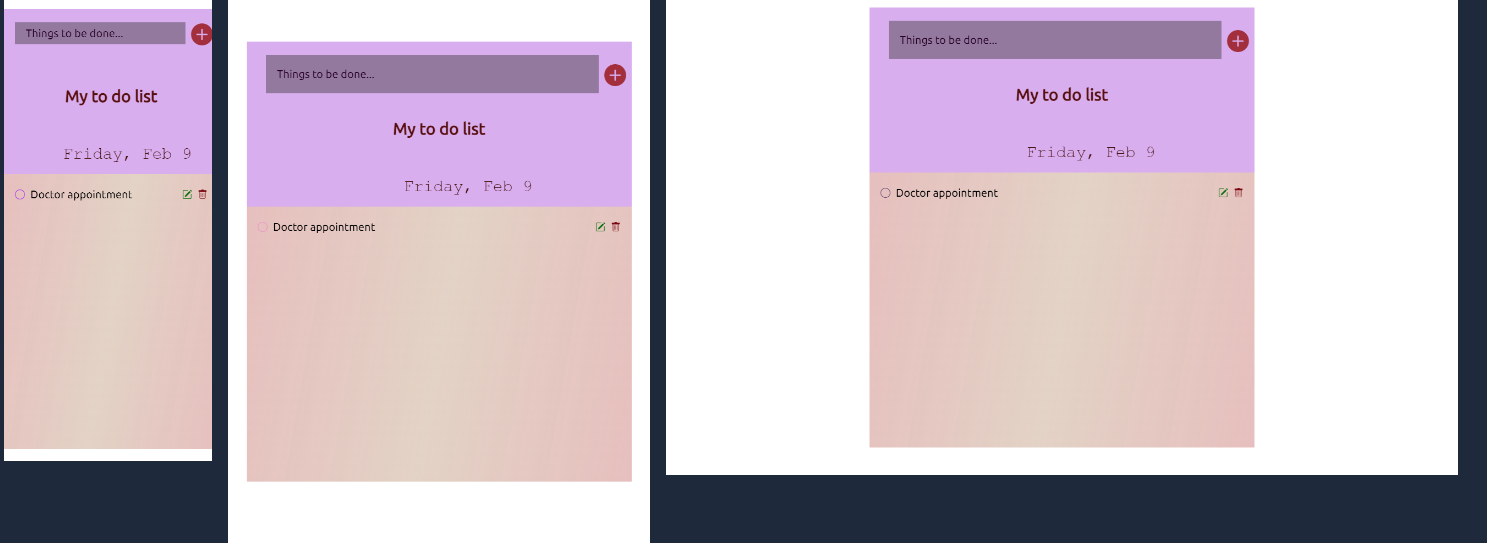 Things to be done...
My to do list
Friday, Feb 9
Doctor appointment
Things to be done...
My to do list
Friday, Feb 9
Doctor appointment
Things to be done...
My to do list
Friday, Feb 9
Doctor appointment